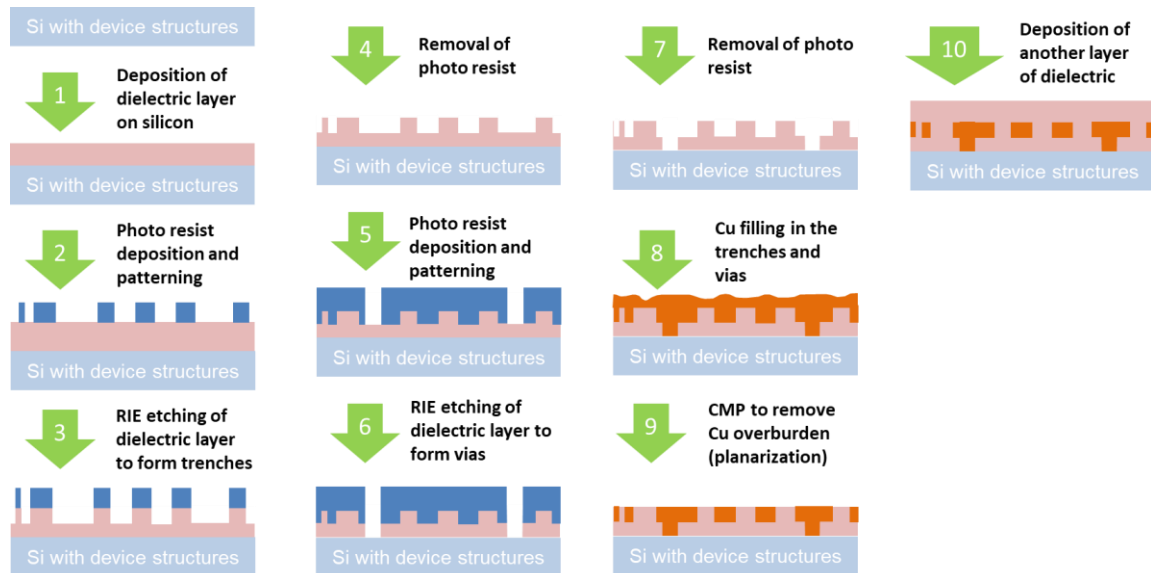 Si with device structures
1
Deposition of
dielectric layer
on silicon
Si with device structures
2
Photo resist
deposition and
patterning
Si with device structures
3
RIE etching of
dielectric layer
to form trenches
Si with device structures
4
Removal of
photo resist
Si with device structures
5
Photo resist
deposition and
patterning
Si with device structures
6
RIE etching of
dielectric layer to
form vias
Si with device structures
7
Removal of photo
resist
Si with device structures
8
Cu filling in the
trenches and
vias
Si with device structures
9
CMP to remove
Cu overburden
(planarization)
Si with device structures
10
Deposition of
another layer
of dielectric
Si with device structures